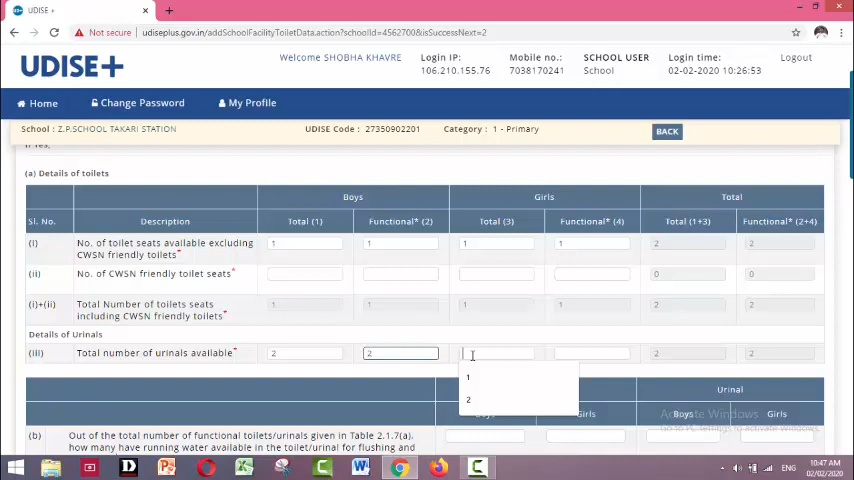 UDISE +
Not secure | udiseplus.gov.in/addSchoolFacilityToiletData.action?schoolId=4562700&isSuccessNext=2
UDISE+
Welcome SHOBHA KHAVRE
Login IP:
106.210.155.76
Mobile no.:
7038170241
SCHOOL USER
School
Login time:
02-02-2020 10:26:53
Logout
Home
Change Password
My Profile
School : Z.P.SCHOOL TAKARI STATION
UDISE Code : 27350902201
Category : 1 - Primary
BACK
If Yes,
(a) Details of toilets
Boys Girls Total
Sl. No. Description Total (1) Functional* (2) Total (3) Functional* (4) Total (1+3) Functional* (2+4)
(i) No. of toilet seats available excluding CWSN friendly toilets* 1 1 1 1 2 2
(ii) No. of CWSN friendly toilet seats* 0 0
(i)+(ii) Total Number of toilets seats including CWSN friendly toilets* 1 1 1 1 2 2
Details of Urinals
(iii) Total number of urinals available* 2 2 2 2
1
2
Urinal
Boys Girls Boys Girls
Activate Windows
Go to PC settings to activate Windows.
(b) Out of the total number of functional toilets/urinals given in Table 2.1.7(a).
how many have running water available in the toilet/urinal for flushing and
ENG
10:47 AM
02/02/2020